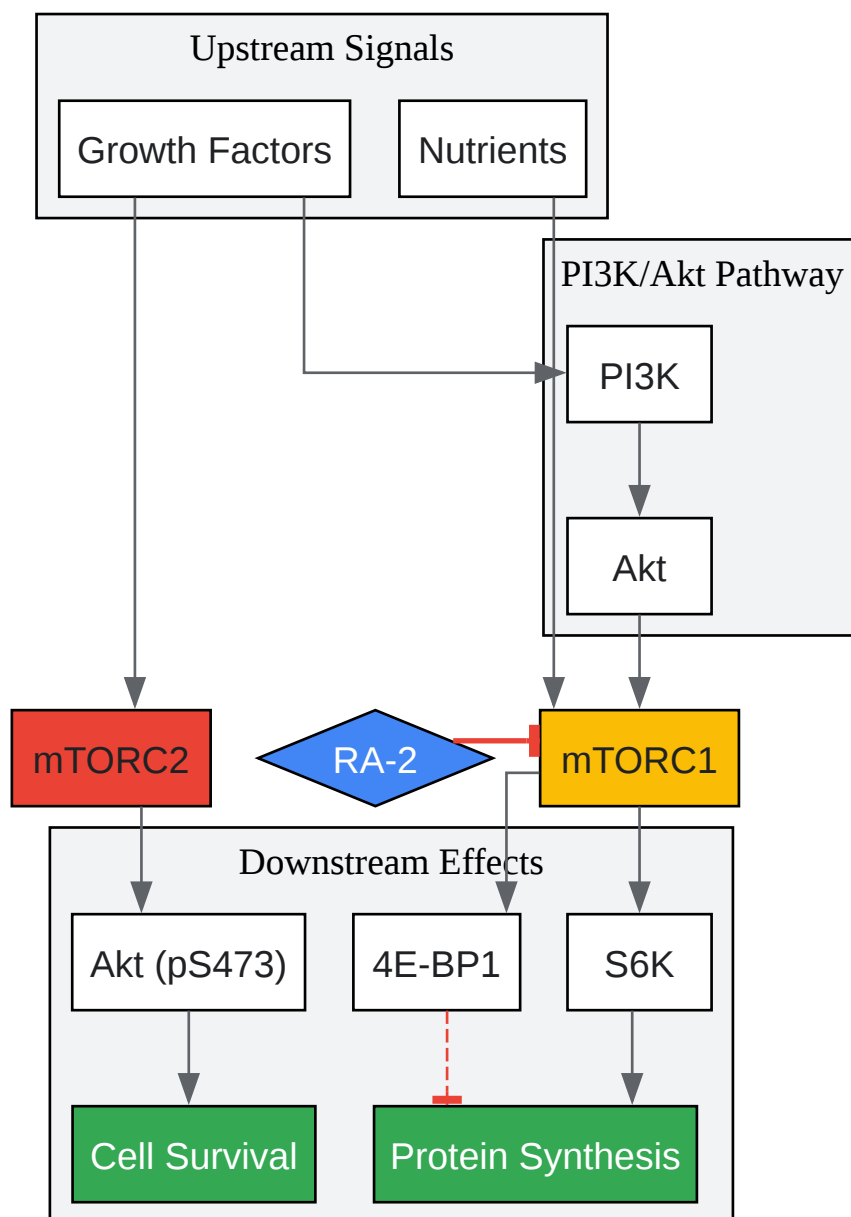 Upstream Signals
Growth Factors
Nutrients
PI3K/Akt Pathway
PI3K
Akt
mTORC2
RA-2
mTORC1
Downstream Effects
Akt (pS473)
4E-BP1
S6K
Cell Survival
Protein Synthesis